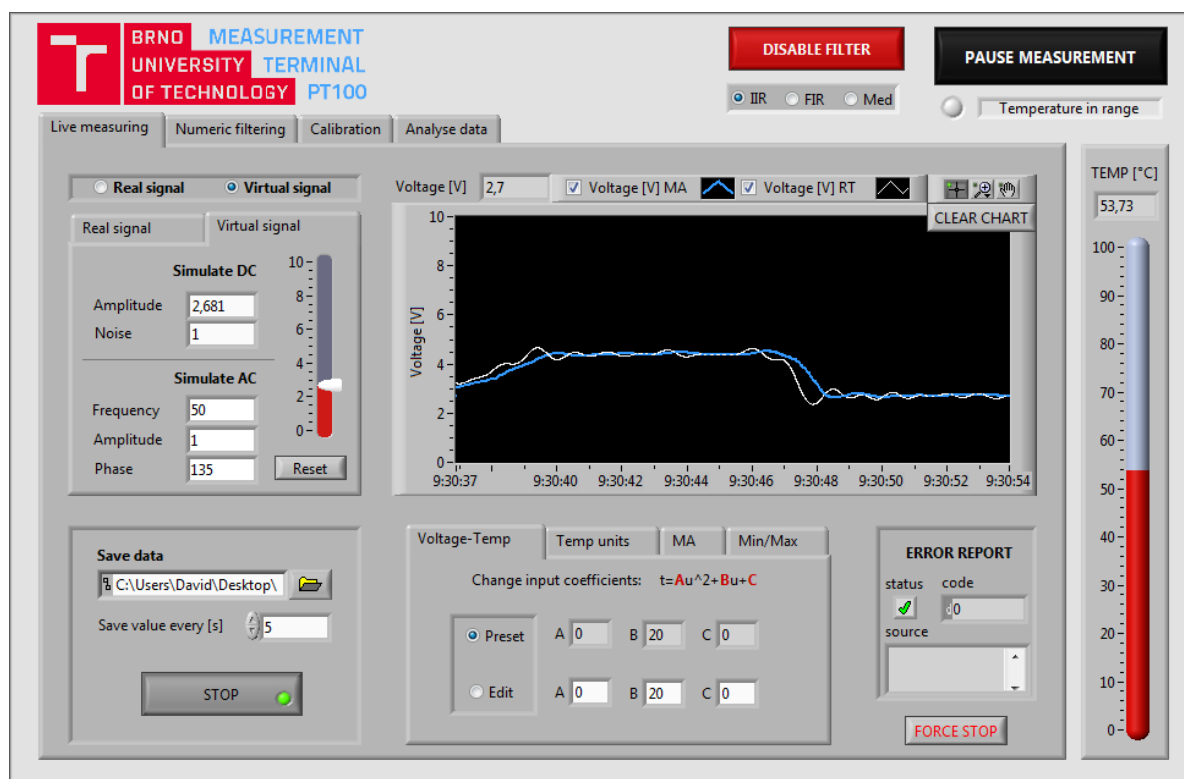 BRNO MEASUREMENT
UNIVERSITY TERMINAL
OF TECHNOLOGY PT100
DISABLE FILTER
IIR FIR Med
PAUSE MEASUREMENT
Temperature in range
Live measuring Numeric filtering Calibration Analyse data
Real signal Virtual signal
Real signal Virtual signal
Simulate DC
Amplitude 2,681
Noise 1
Simulate AC
Frequency 50
Amplitude 1
Phase 135
10
8
6
4
2
0
Reset
Voltage [V] 2,7 Voltage [V] MA Voltage [V] RT
CLEAR CHART
Voltage [V]
10
8
6
4
2
0
9:30:37 9:30:40 9:30:42 9:30:44 9:30:46 9:30:48 9:30:50 9:30:52 9:30:54
TEMP [°C]
53,73
100
90
80
70
60
50
40
30
20
10
0
Save data
C:\Users\David\Desktop\
Save value every [s] 5
STOP
Voltage-Temp Temp units MA Min/Max
Change input coefficients: t=Au^2+Bu+C
Preset A 0 B 20 C 0
Edit A 0 B 20 C 0
ERROR REPORT
status code
d0
source
FORCE STOP